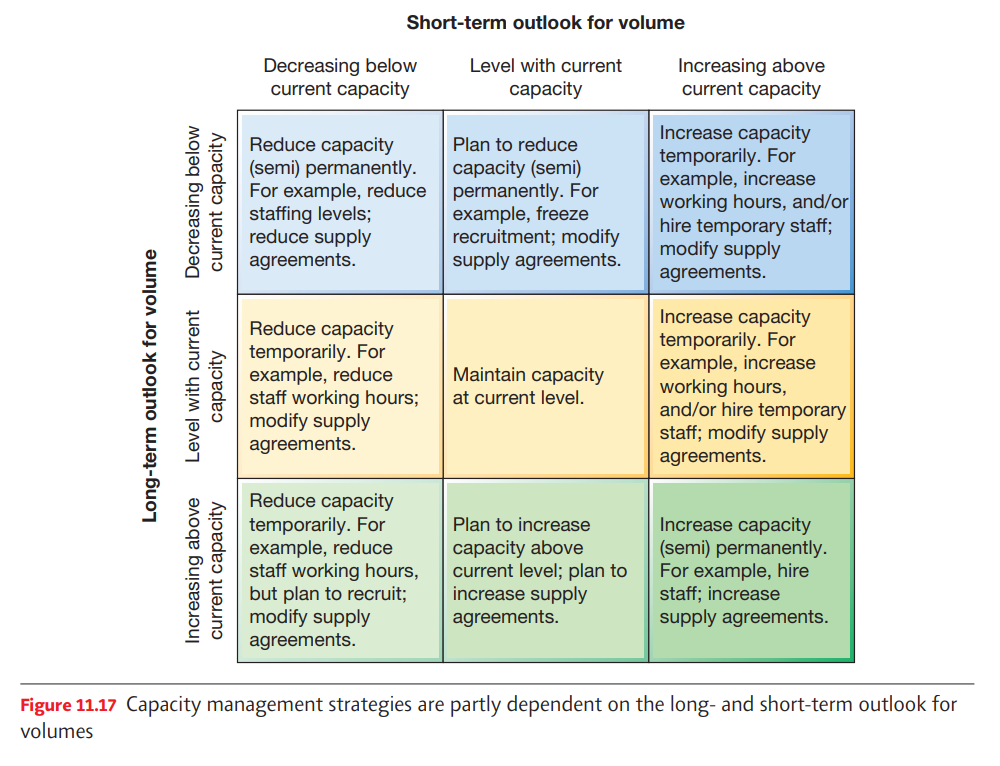 Short-term outlook for volume
Decreasing below
current capacity
Level with current
capacity
Increasing above
current capacity
Long-term outlook for volume
Decreasing below
current capacity
Reduce capacity
(semi) permanently.
For example, reduce
staffing levels;
reduce supply
agreements.
Plan to reduce
capacity (semi)
permanently. For
example, freeze
recruitment; modify
supply agreements.
Increase capacity
temporarily. For
example, increase
working hours, and/or
hire temporary staff;
modify supply
agreements.
Level with current
capacity
Reduce capacity
temporarily. For
example, reduce
staff working hours;
modify supply
agreements.
Maintain capacity
at current level.
Increase capacity
temporarily. For
example, increase
working hours,
and/or hire temporary
staff; modify supply
agreements.
Increasing above
current capacity
Reduce capacity
temporarily. For
example, reduce
staff working hours,
but plan to recruit;
modify supply
agreements.
Plan to increase
capacity above
current level; plan to
increase supply
agreements.
Increase capacity
(semi) permanently.
For example, hire
staff; increase
supply agreements.
Figure 11.17 Capacity management strategies are partly dependent on the long- and short-term outlook for
volumes